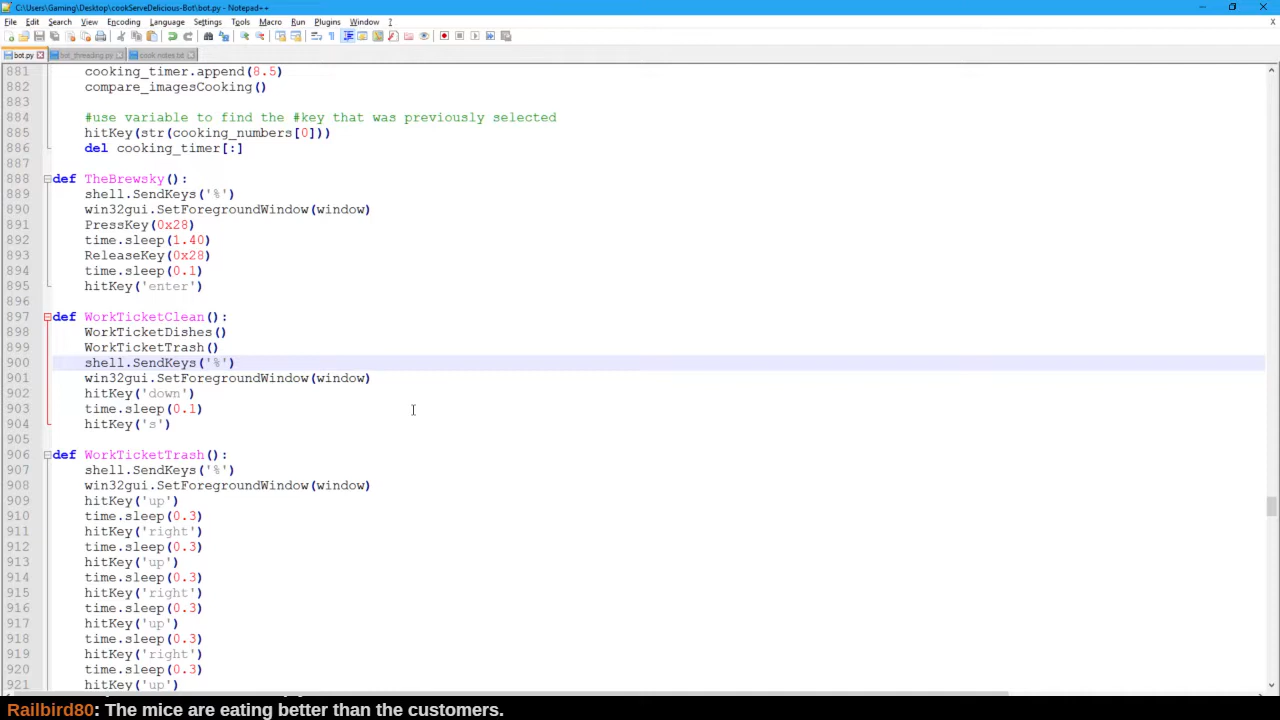 C:\Users\Gaming\Desktop\cookServeDelicious-Bot\bot.py - Notepad++
File Edit Search View Encoding Language Settings Tools Macro Run Plugins Window ?
bot.py bot_threading.py cook notes.txt
881 cooking_timer.append(8.5)
882 compare_imagesCooking()
883
884 #use variable to find the #key that was previously selected
885 hitKey(str(cooking_numbers[0]))
886 del cooking_timer[:]
887
888 def TheBrewsky():
889 shell.SendKeys('%')
890 win32gui.SetForegroundWindow(window)
891 PressKey(0x28)
892 time.sleep(1.40)
893 ReleaseKey(0x28)
894 time.sleep(0.1)
895 hitKey('enter')
896
897 def WorkTicketClean():
898 WorkTicketDishes()
899 WorkTicketTrash()
900 shell.SendKeys('%')
901 win32gui.SetForegroundWindow(window)
902 hitKey('down')
903 time.sleep(0.1)
904 hitKey('s')
905
906 def WorkTicketTrash():
907 shell.SendKeys('%')
908 win32gui.SetForegroundWindow(window)
909 hitKey('up')
910 time.sleep(0.3)
911 hitKey('right')
912 time.sleep(0.3)
913 hitKey('up')
914 time.sleep(0.3)
915 hitKey('right')
916 time.sleep(0.3)
917 hitKey('up')
918 time.sleep(0.3)
919 hitKey('right')
920 time.sleep(0.3)
921 hitKey('up')
Railbird80: The mice are eating better than the customers.